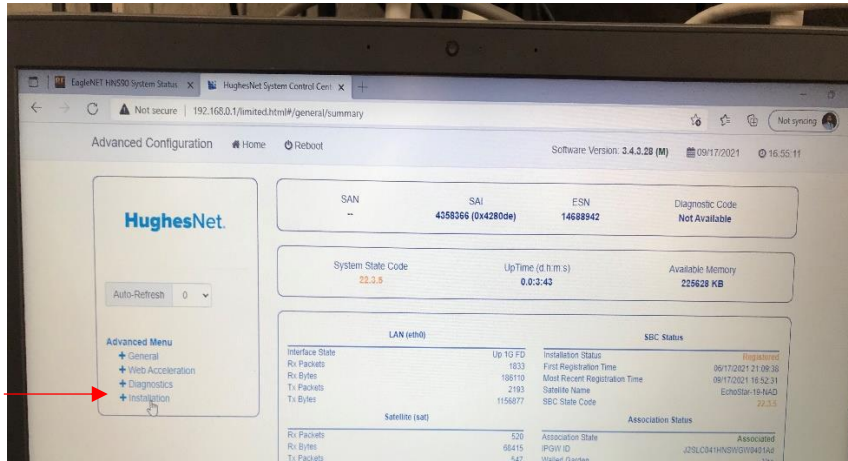 EagleNET HNS90 System Status
HughesNet System Control Cent
Not secure | 192.168.0.1/limited.html#/general/summary
Not syncing
Advanced Configuration Home Reboot
Software Version: 3.4.3.28 (M) 09/17/2021 16:55:11
HughesNet.
Auto-Refresh 0
Advanced Menu
+ General
+ Web Acceleration
+ Diagnostics
+ Installation
SAN SAI ESN Diagnostic Code
-- 4358366 (0x4280de) 14688942 Not Available
System State Code UpTime (d:h:m:s) Available Memory
22.3.5 0:0:3:43 225628 KB
LAN (eth0)
Interface State Up 1G FD
Rx Packets 1833
Rx Bytes 186110
Tx Packets 2193
Tx Bytes 1156877
Satellite (sat)
Rx Packets 520
Rx Bytes 68415
Tx Packets 547
SBC Status
Installation Status Registered
First Registration Time 06/17/2021 21:09:38
Most Recent Registration Time 09/17/2021 16:52:31
Satellite Name EchoStar-19-NAD
SBC State Code 22.3.5
Association Status
Association State Associated
IPGW ID
Walled Garden